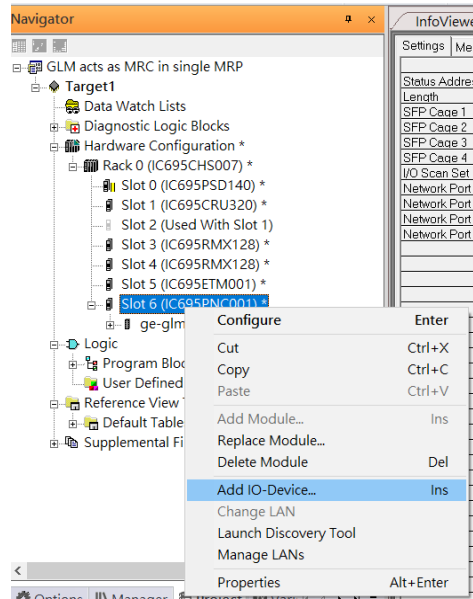 Navigator
InfoViewe
Settings Me
GLM acts as MRC in single MRP
Target1
Status Addres
Data Watch Lists
Length
SFP Cage 1
Diagnostic Logic Blocks
SFP Cage 2
Hardware Configuration *
SFP Cage 3
SFP Cage 4
Rack 0 (IC695CHS007) *
I/O Scan Set
Slot 0 (IC695PSD140) *
Network Port
Slot 1 (IC695CRU320) *
Network Port
Network Port
Slot 2 (Used With Slot 1)
Network Port
Slot 3 (IC695RMX128) *
Slot 4 (IC695RMX128) *
Slot 5 (IC695ETM001) *
Slot 6 (IC695PNC001) *
ge-glm
Logic
Program Bloc
User Defined
Reference View T
Default Table
Supplemental Fi
Configure Enter
Cut Ctrl+X
Copy Ctrl+C
Paste Ctrl+V
Add Module... Ins
Replace Module...
Delete Module Del
Add IO-Device... Ins
Change LAN
Launch Discovery Tool
Manage LANs
Properties Alt+Enter
Options Manager Project